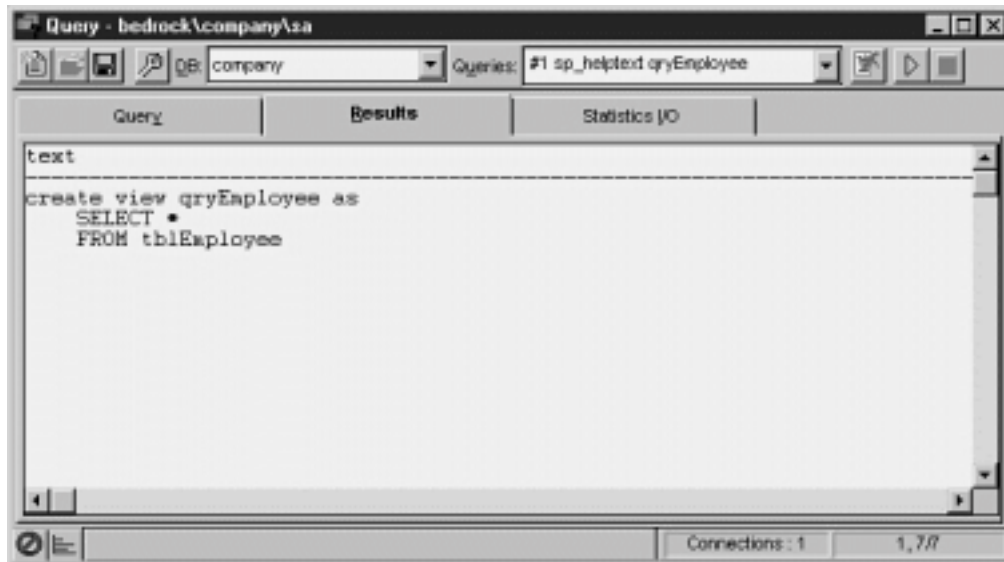 Query - bedrock\company\sa
DB: company Queries: #1 sp_helptext qryEmployee
Query Results Statistics I/O
text
--------------------------------------------------------------------------------
create view qryEmployee as
SELECT *
FROM tblEmployee
Connections : 1 1, 7/7